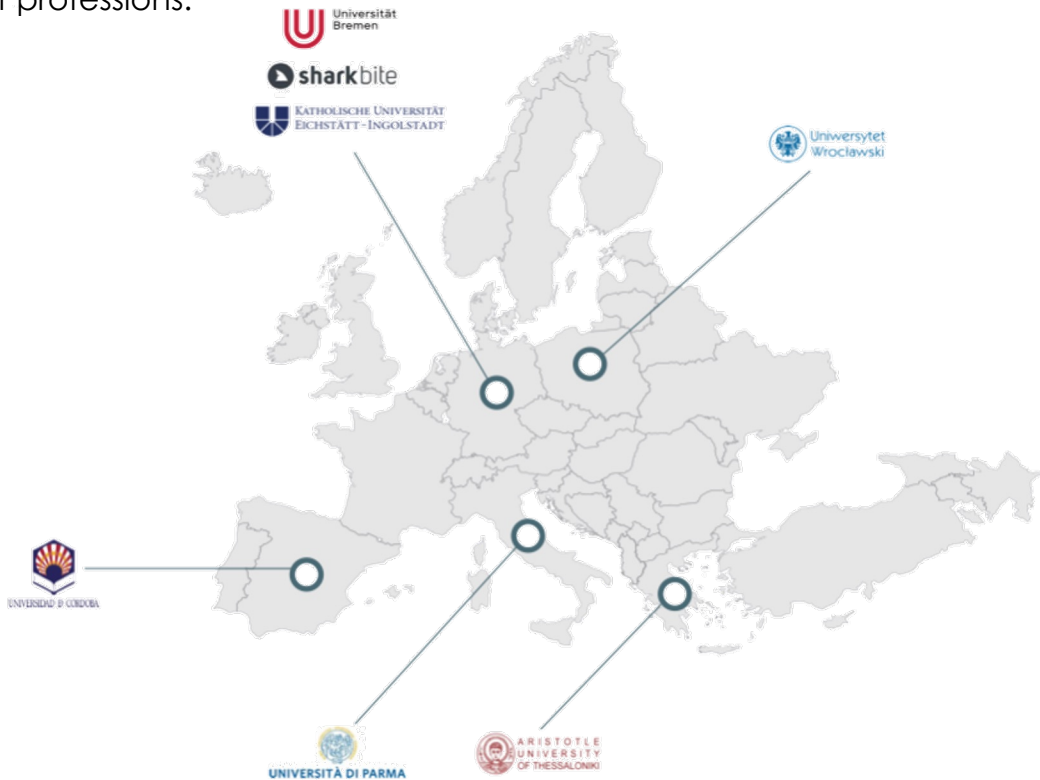 professions.
Universität
Bremen
sharkbite
KATHOLISCHE UNIVERSITÄT
EICHSTÄTT-INGOLSTADT
Uniwersytet
Wrocławski
UNIVERSIDAD Ð CORDOBA
UNIVERSITÀ DI PARMA
ARISTOTLE
UNIVERSITY
OF THESSALONIKI